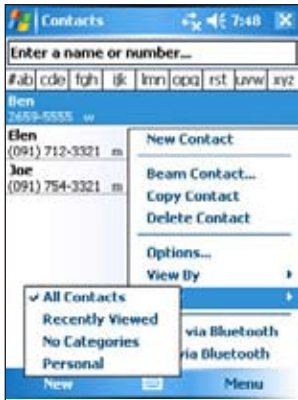 Contacts 7:48
Enter a name or number...
#ab cde fgh ijk lmn opq rst uvw xyz
Ben
2659-5555 w
Elen
(091) 712-3321 m
Joe
(091) 754-3321 m
New Contact
Beam Contact...
Copy Contact
Delete Contact
Options...
View By
via Bluetooth
via Bluetooth
All Contacts
Recently Viewed
No Categories
Personal
New Menu